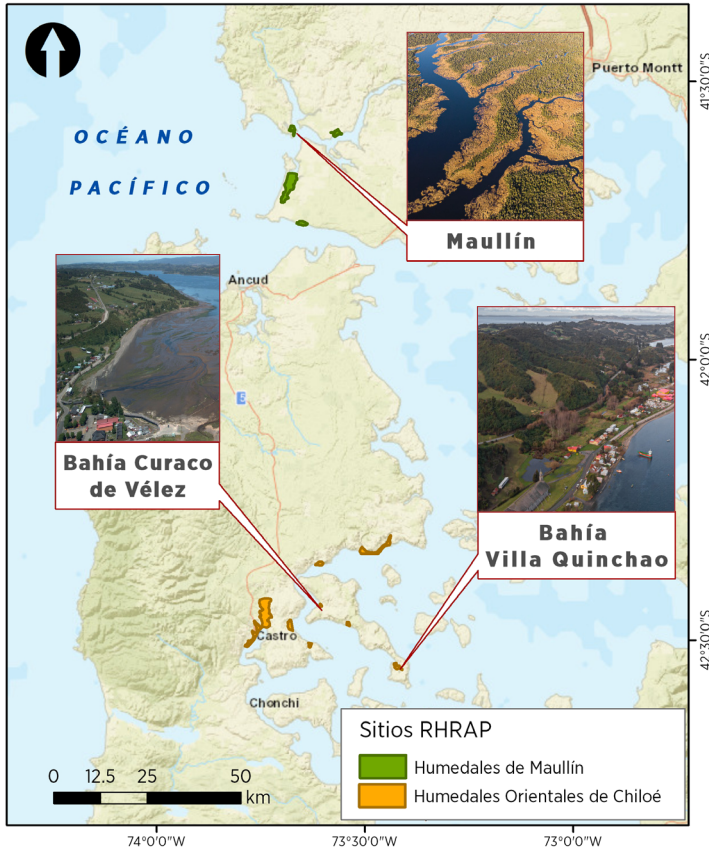 Puerto Montt
41°30'0"S
OCÉANO
PACÍFICO
Maullín
Ancud
42°0'0"S
5
Bahía Curaco
de Vélez
Bahía
Villa Quinchao
Castro
42°30'0"S
Chonchi
Sitios RHRAP
Humedales de Maullín
Humedales Orientales de Chiloé
0 12.5 25 50
km
74°0'0"W 73°30'0"W 73°0'0"W